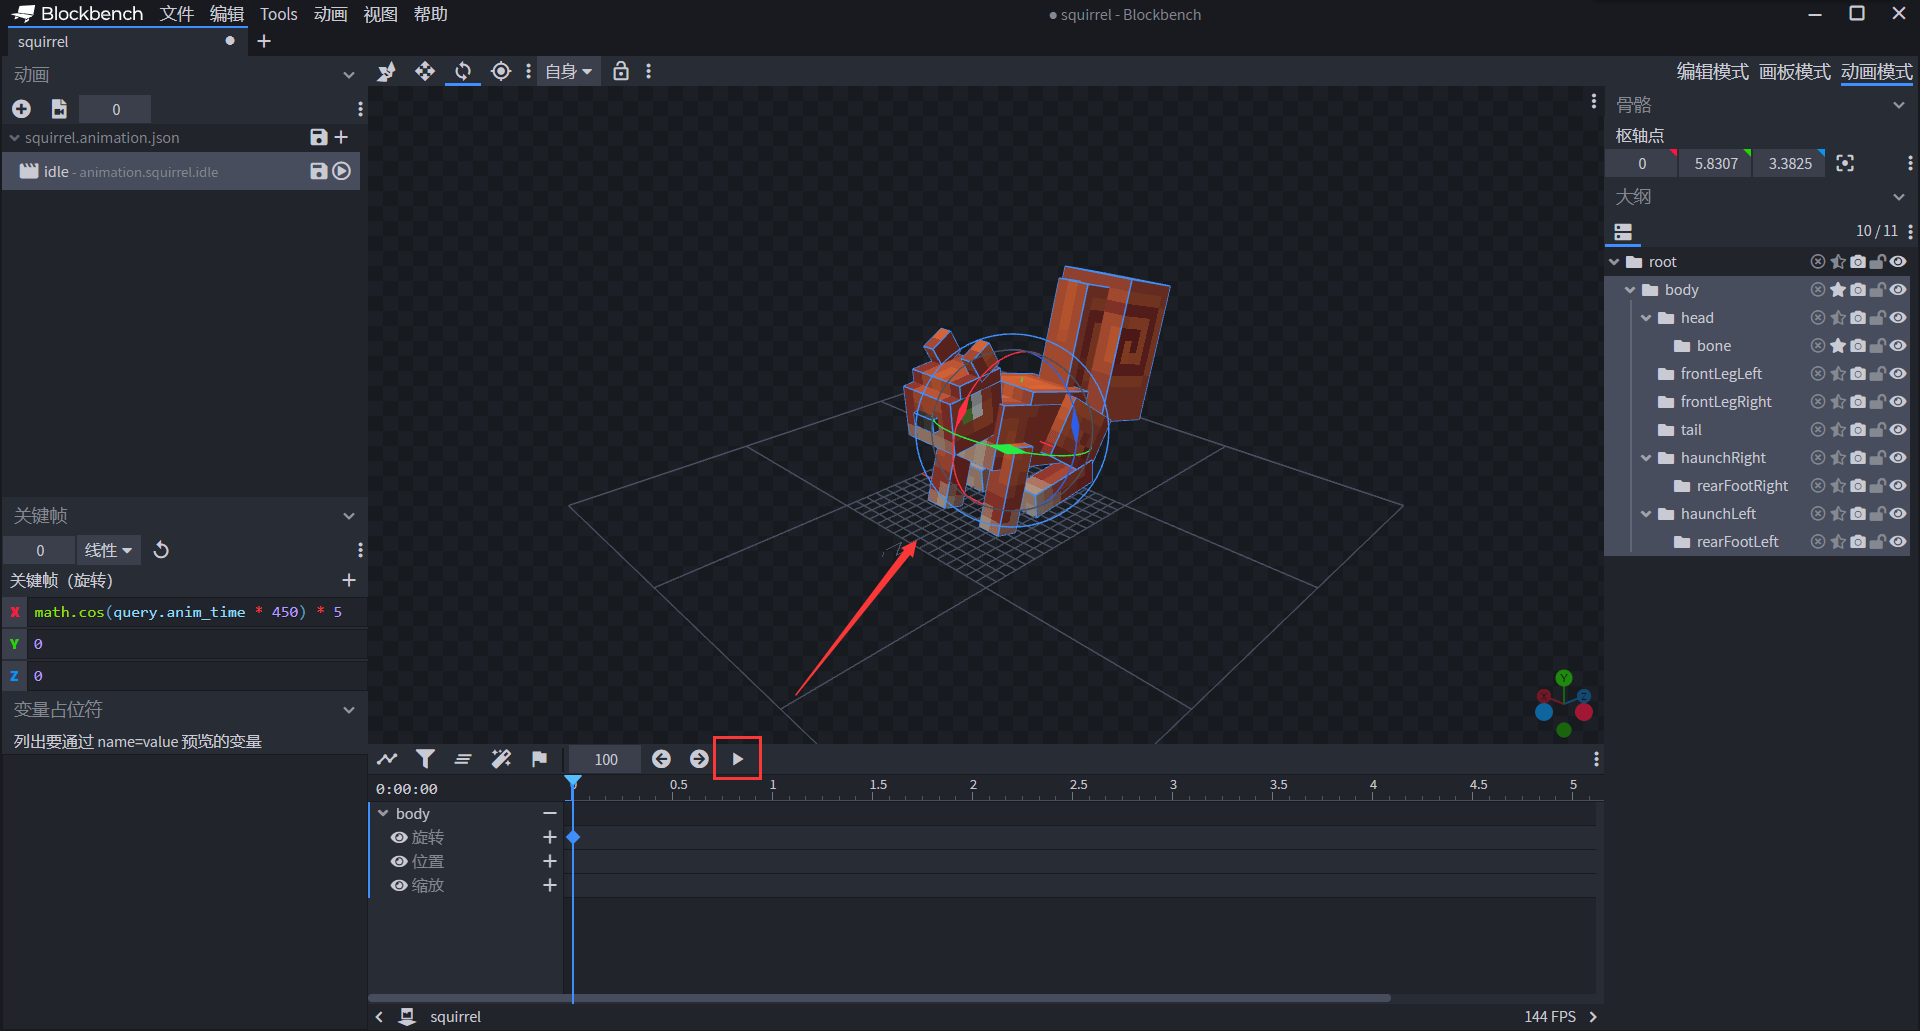 Blockbench 文件 编辑 Tools 动画 视图 帮助
squirrel - Blockbench
squirrel
动画
自身
编辑模式 画板模式 动画模式
0
squirrel.animation.json
idle - animation.squirrel.idle
骨骼
枢轴点
0 5.8307 3.3825
大纲
10 / 11
root
body
head
bone
frontLegLeft
frontLegRight
tail
haunchRight
rearFootRight
haunchLeft
rearFootLeft
关键帧
0 线性
关键帧（旋转）
X math.cos(query.anim_time * 450) * 5
Y 0
Z 0
变量占位符
列出要通过 name=value 预览的变量
Y
X Z
100
0:00:00
0 0.5 1 1.5 2 2.5 3 3.5 4 4.5 5
body
旋转
位置
缩放
squirrel
144 FPS